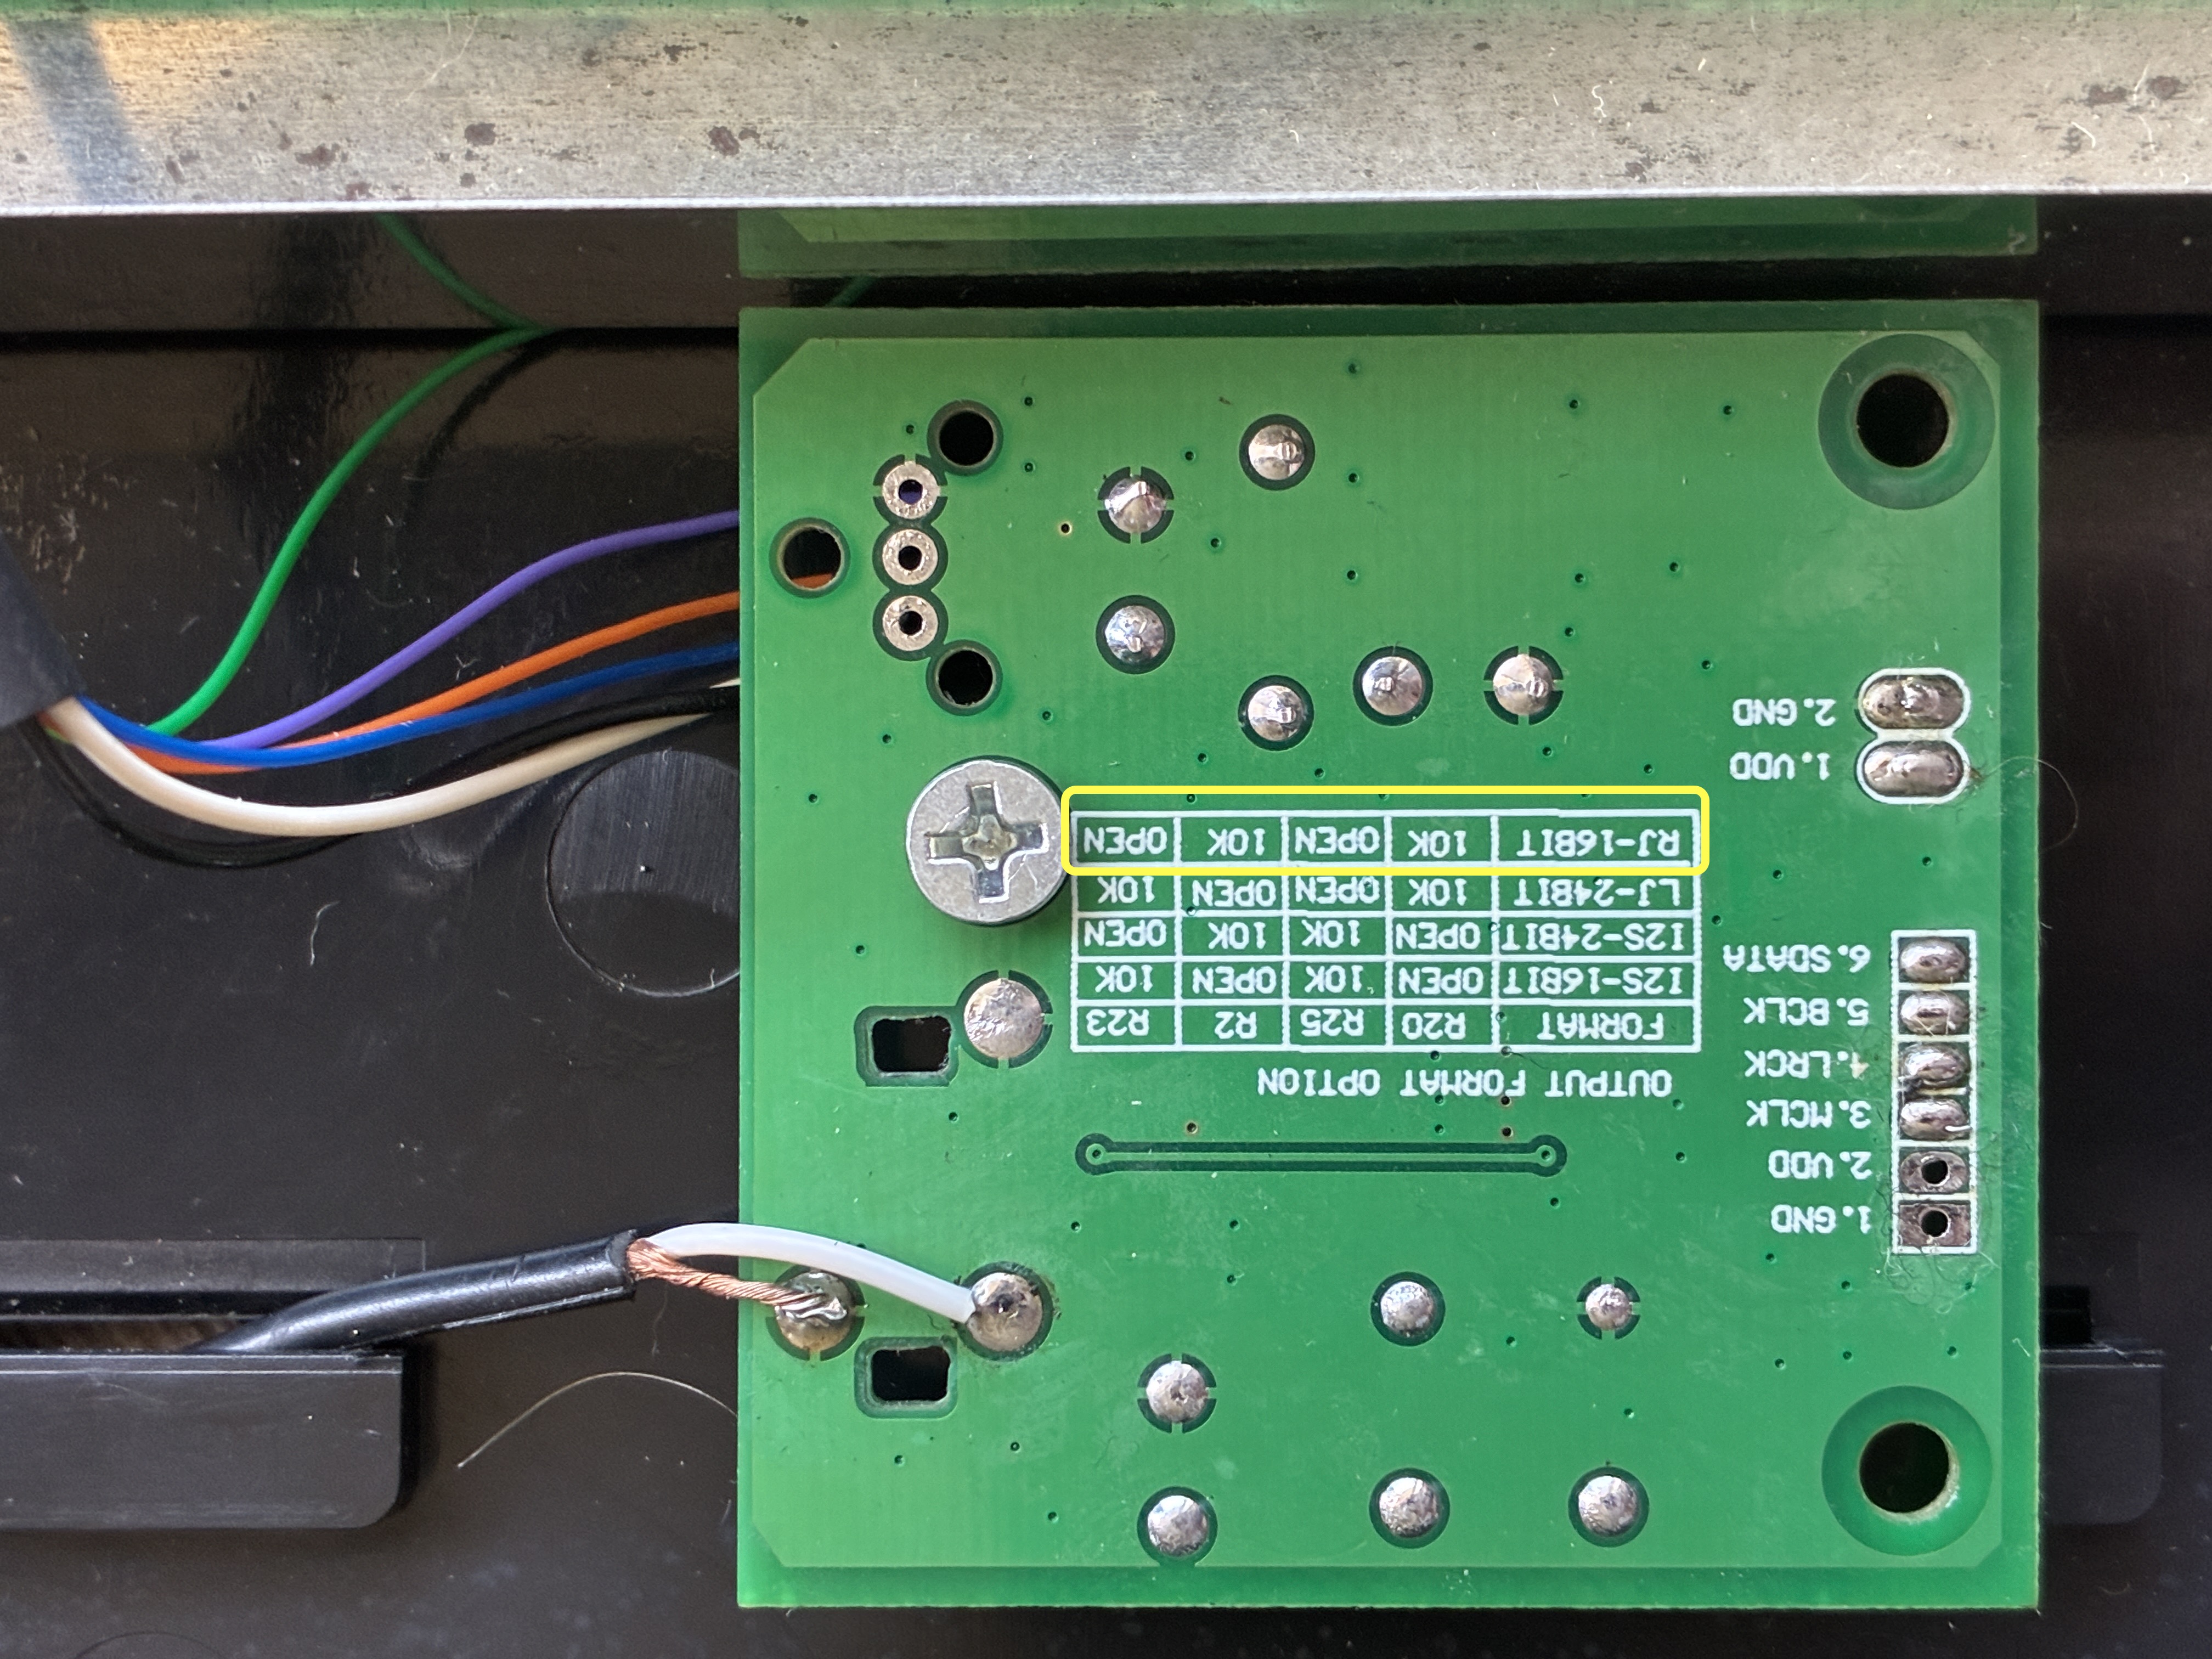 1.GND
2.VDD
3.MCLK
4.LRCK
5.BCLK
6.SDATA
OUTPUT FORMAT OPTION
FORMAT R20 R25 R2 R23
I2S-16BIT OPEN 10K OPEN 10K
I2S-24BIT OPEN 10K 10K OPEN
LJ-24BIT 10K OPEN OPEN 10K
RJ-16BIT 10K OPEN 10K OPEN
1.VDD
2.GND